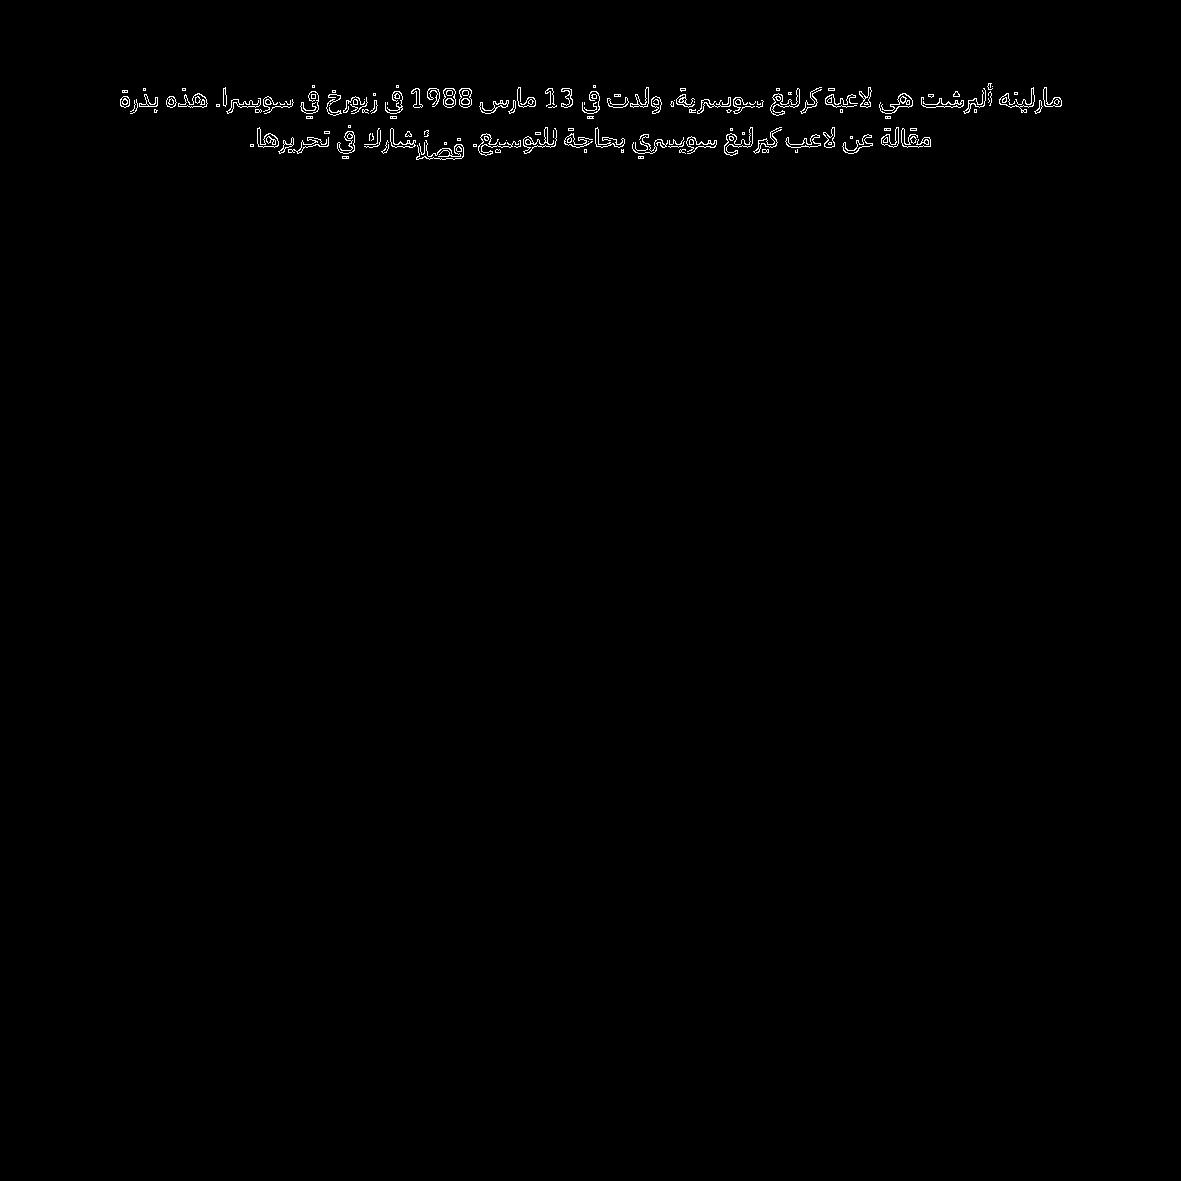 مارلينه ألبرشت هي لاعبة كرلنغ سويسرية، ولدت في 13 مارس 1988 في زيورخ في سويسرا. هذه بذرة
مقالة عن لاعب كيرلنغ سويسري بحاجة للتوسيع. فضلًا شارك في تحريرها.